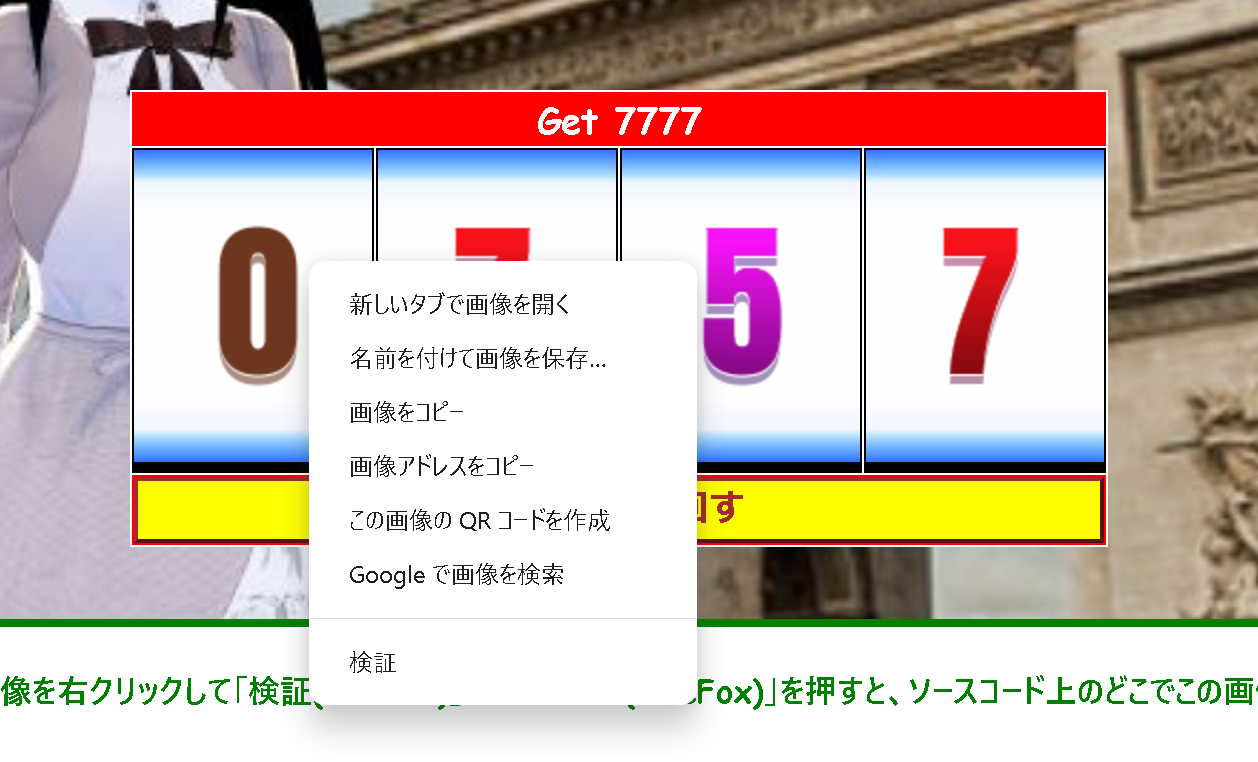 Get 7777
0 7 5 7
新しいタブで画像を開く
名前を付けて画像を保存...
画像をコピー
画像アドレスをコピー
この画像の QR コードを作成
Google で画像を検索
す
検証
像を右クリックして「検証 Fox)」を押すと、ソースコード上のどこでこの画